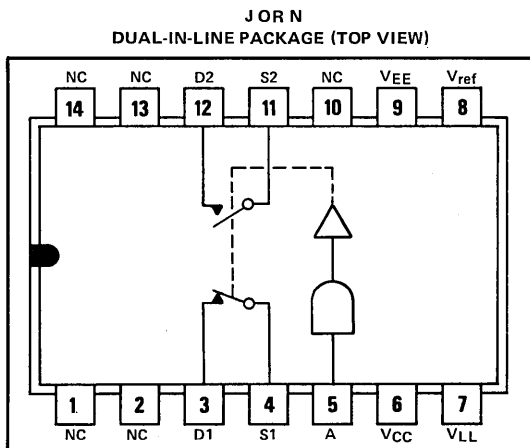 J OR N
DUAL-IN-LINE PACKAGE (TOP VIEW)
NC NC D2 S2 NC VEE Vref
14 13 12 11 10 9 8
1 2 3 4 5 6 7
NC NC D1 S1 A VCC VLL